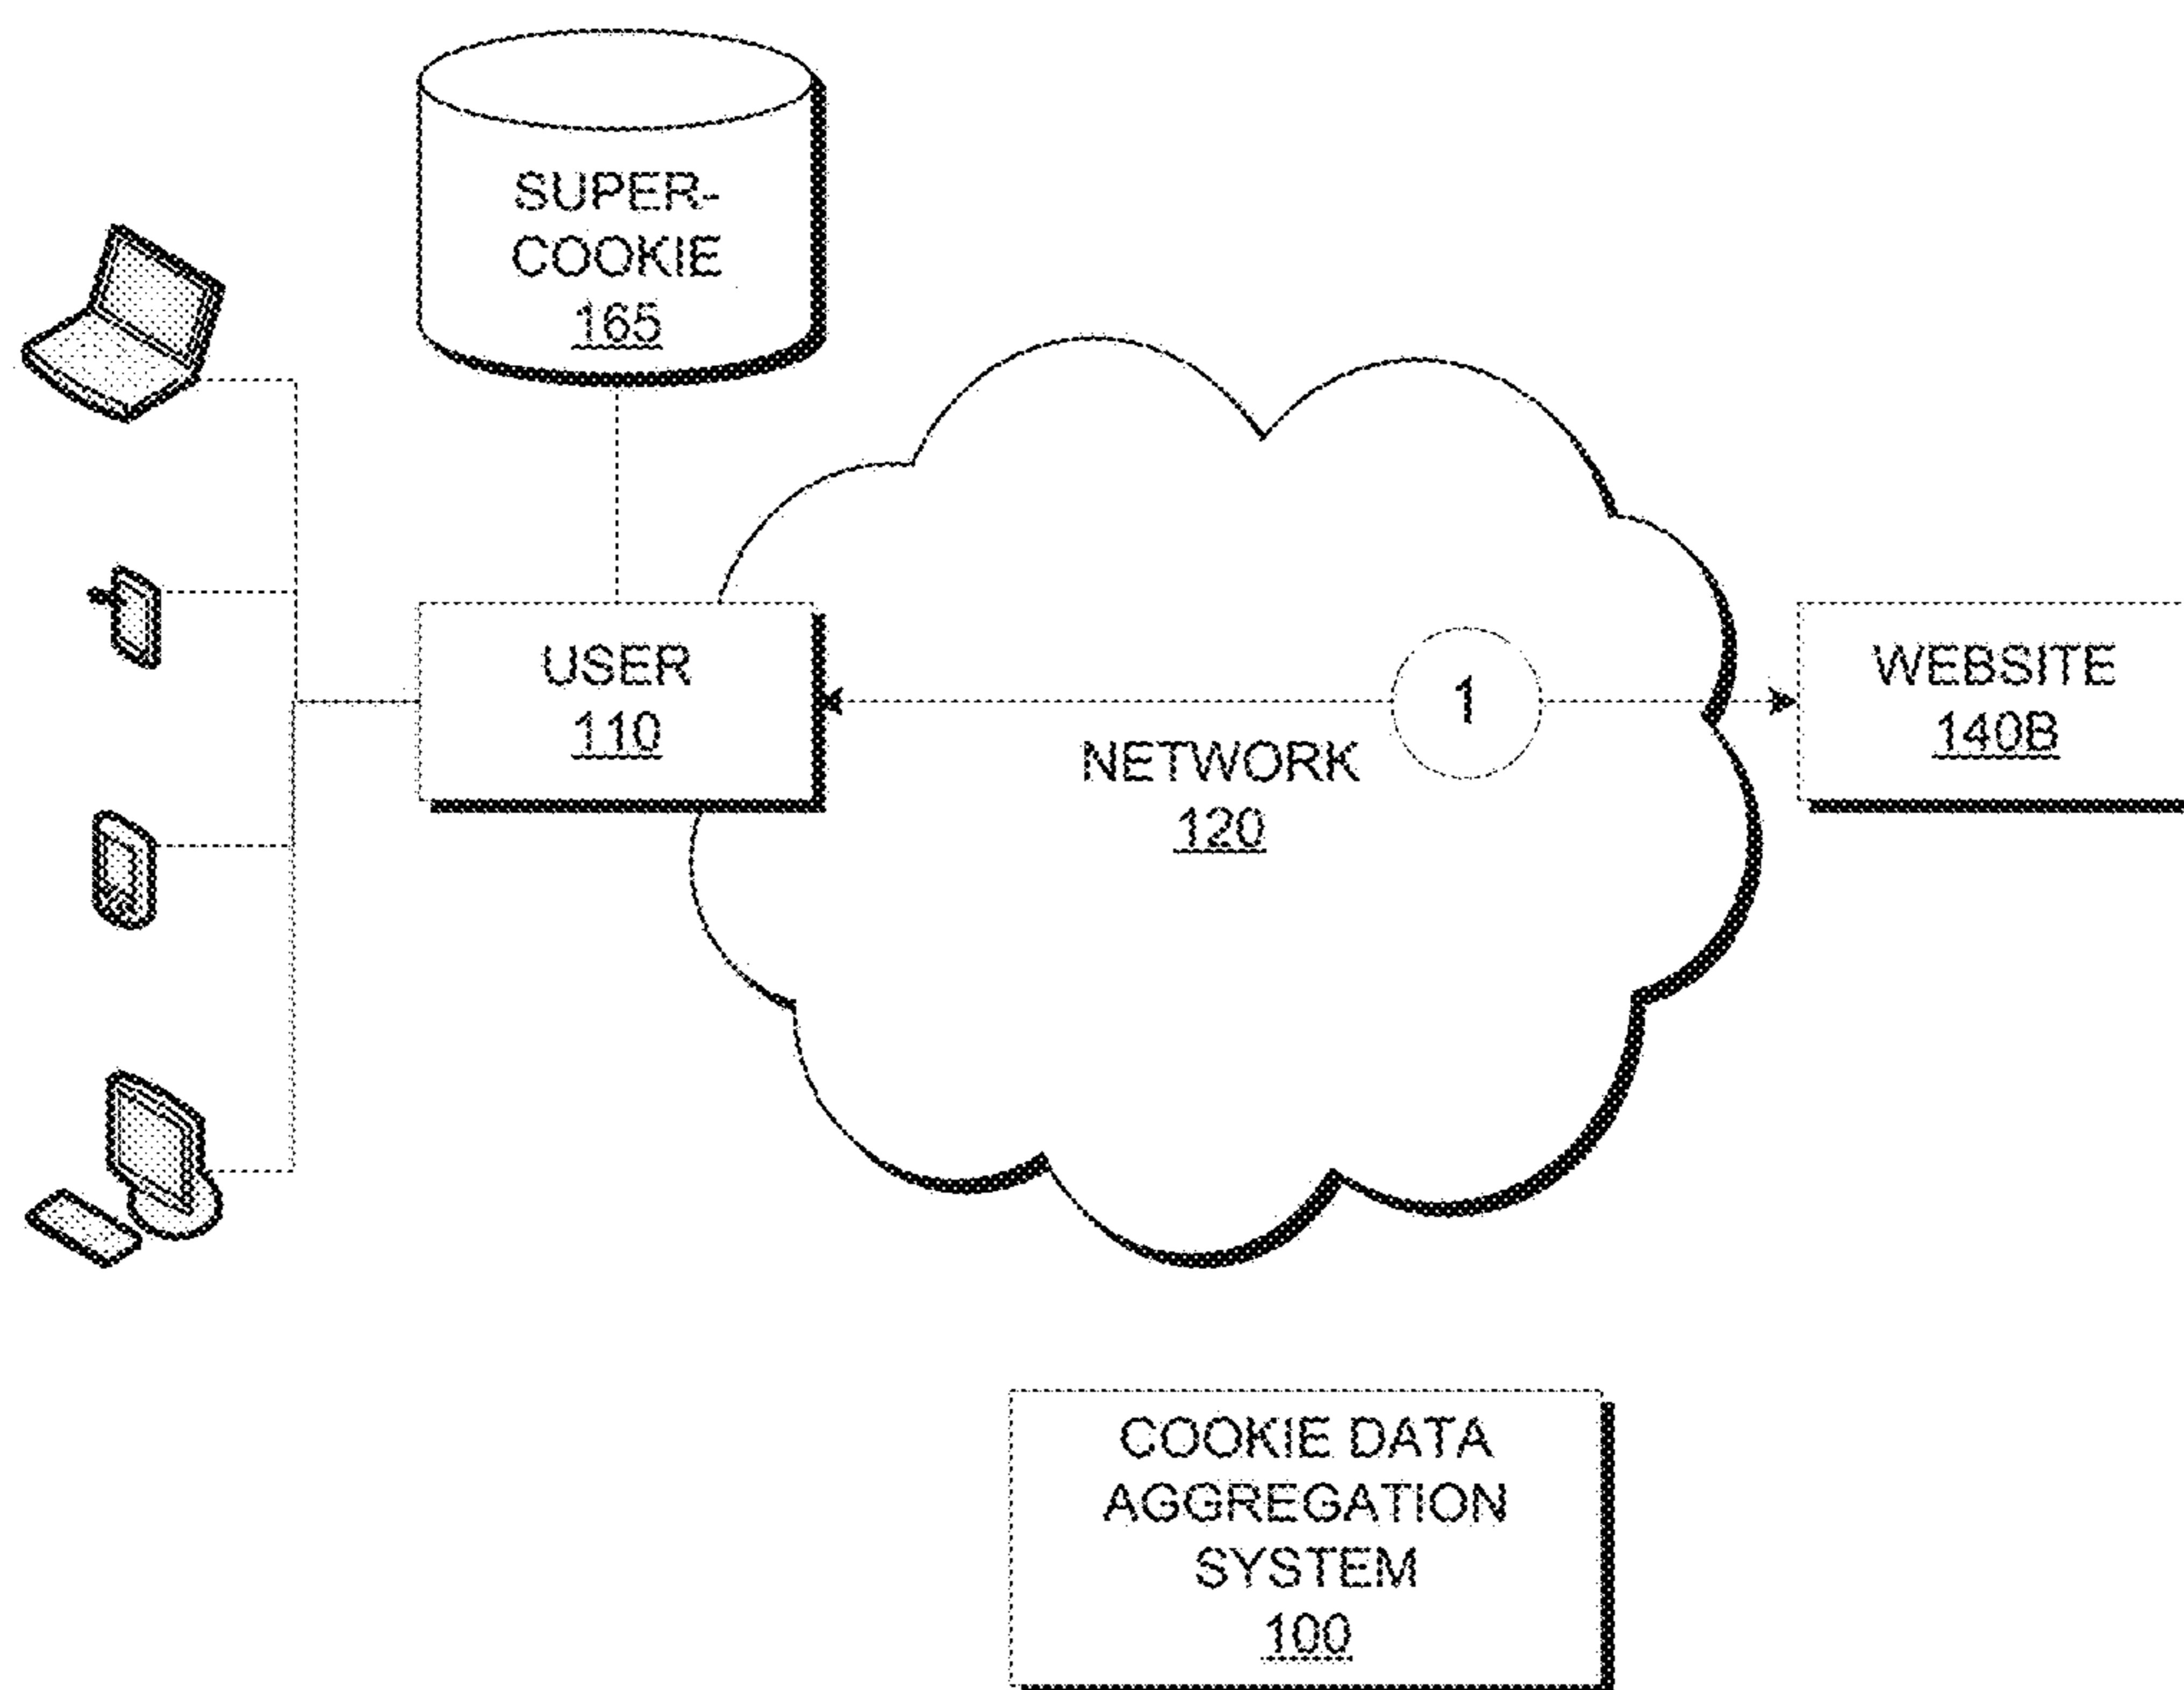 SUPER-
COOKIE
165
USER
110
1
NETWORK
120
WEBSITE
140B
COOKIE DATA
AGGREGATION
SYSTEM
100